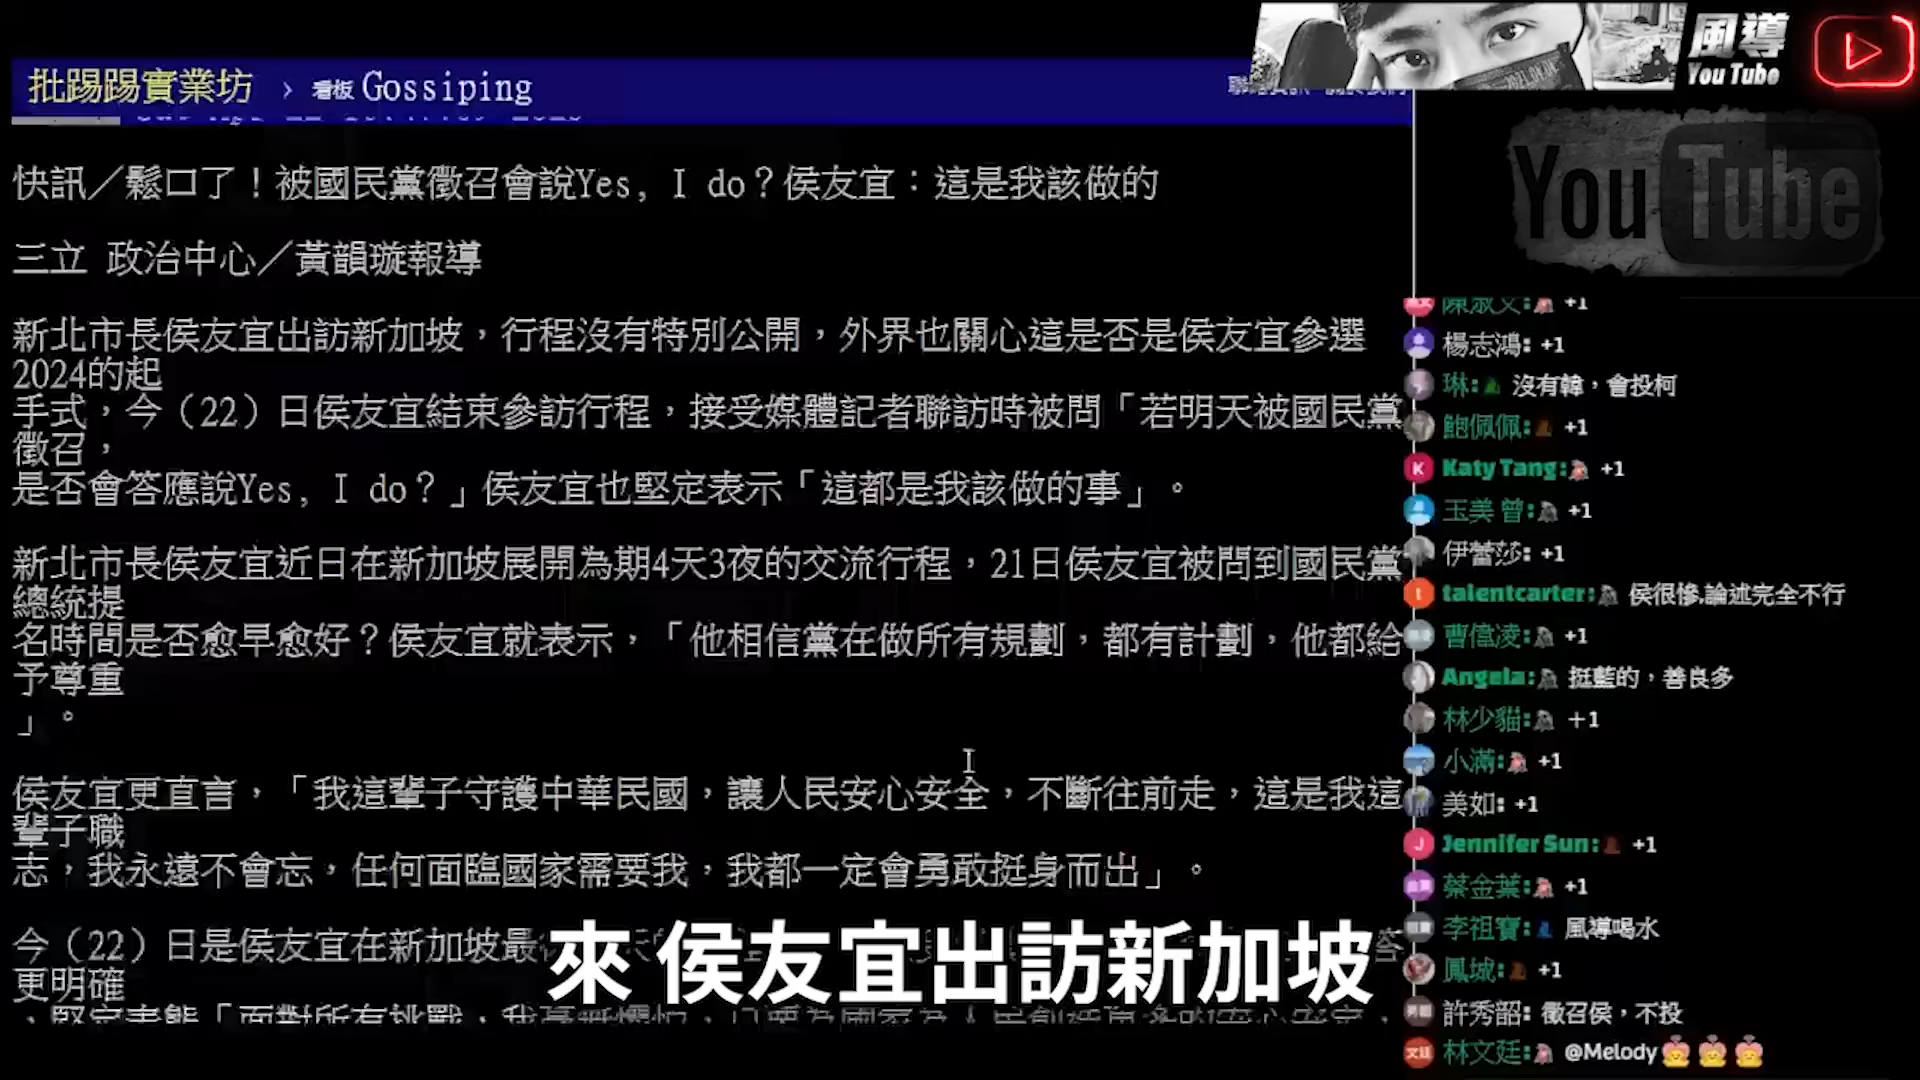 批踢踢實業坊 › 看板 Gossiping
風導
You Tube
YouTube
快訊／鬆口了！被國民黨徵召會說Yes, I do？侯友宜：這是我該做的
三立 政治中心／黃韻璇報導
新北市長侯友宜出訪新加坡，行程沒有特別公開，外界也關心這是否是侯友宜參選
2024的起
手式，今（22）日侯友宜結束參訪行程，接受媒體記者聯訪時被問「若明天被國民黨
徵召，
是否會答應說Yes, I do？」侯友宜也堅定表示「這都是我該做的事」。
新北市長侯友宜近日在新加坡展開為期4天3夜的交流行程，21日侯友宜被問到國民黨
總統提
名時間是否愈早愈好？侯友宜就表示，「他相信黨在做所有規劃，都有計劃，他都給
予尊重
」。
侯友宜更直言，「我這輩子守護中華民國，讓人民安心安全，不斷往前走，這是我這
輩子職
志，我永遠不會忘，任何面臨國家需要我，我都一定會勇敢挺身而出」。
今（22）日是侯友宜在新加坡最
更明確
來 侯友宜出訪新加坡
陳淑文: +1
楊志鴻: +1
琳: 沒有韓，會投柯
鮑佩佩: +1
Katy Tang: +1
玉美 曾: +1
伊蕾莎: +1
talentcarter: 侯很慘,論述完全不行
曹偉凌: +1
Angela: 挺藍的，善良多
林少貓: +1
小滿: +1
美如: +1
Jennifer Sun: +1
蔡金葉: +1
李祖寶: 風導喝水
鳳城: +1
許秀韶: 徵召侯，不投
林文廷: @Melody